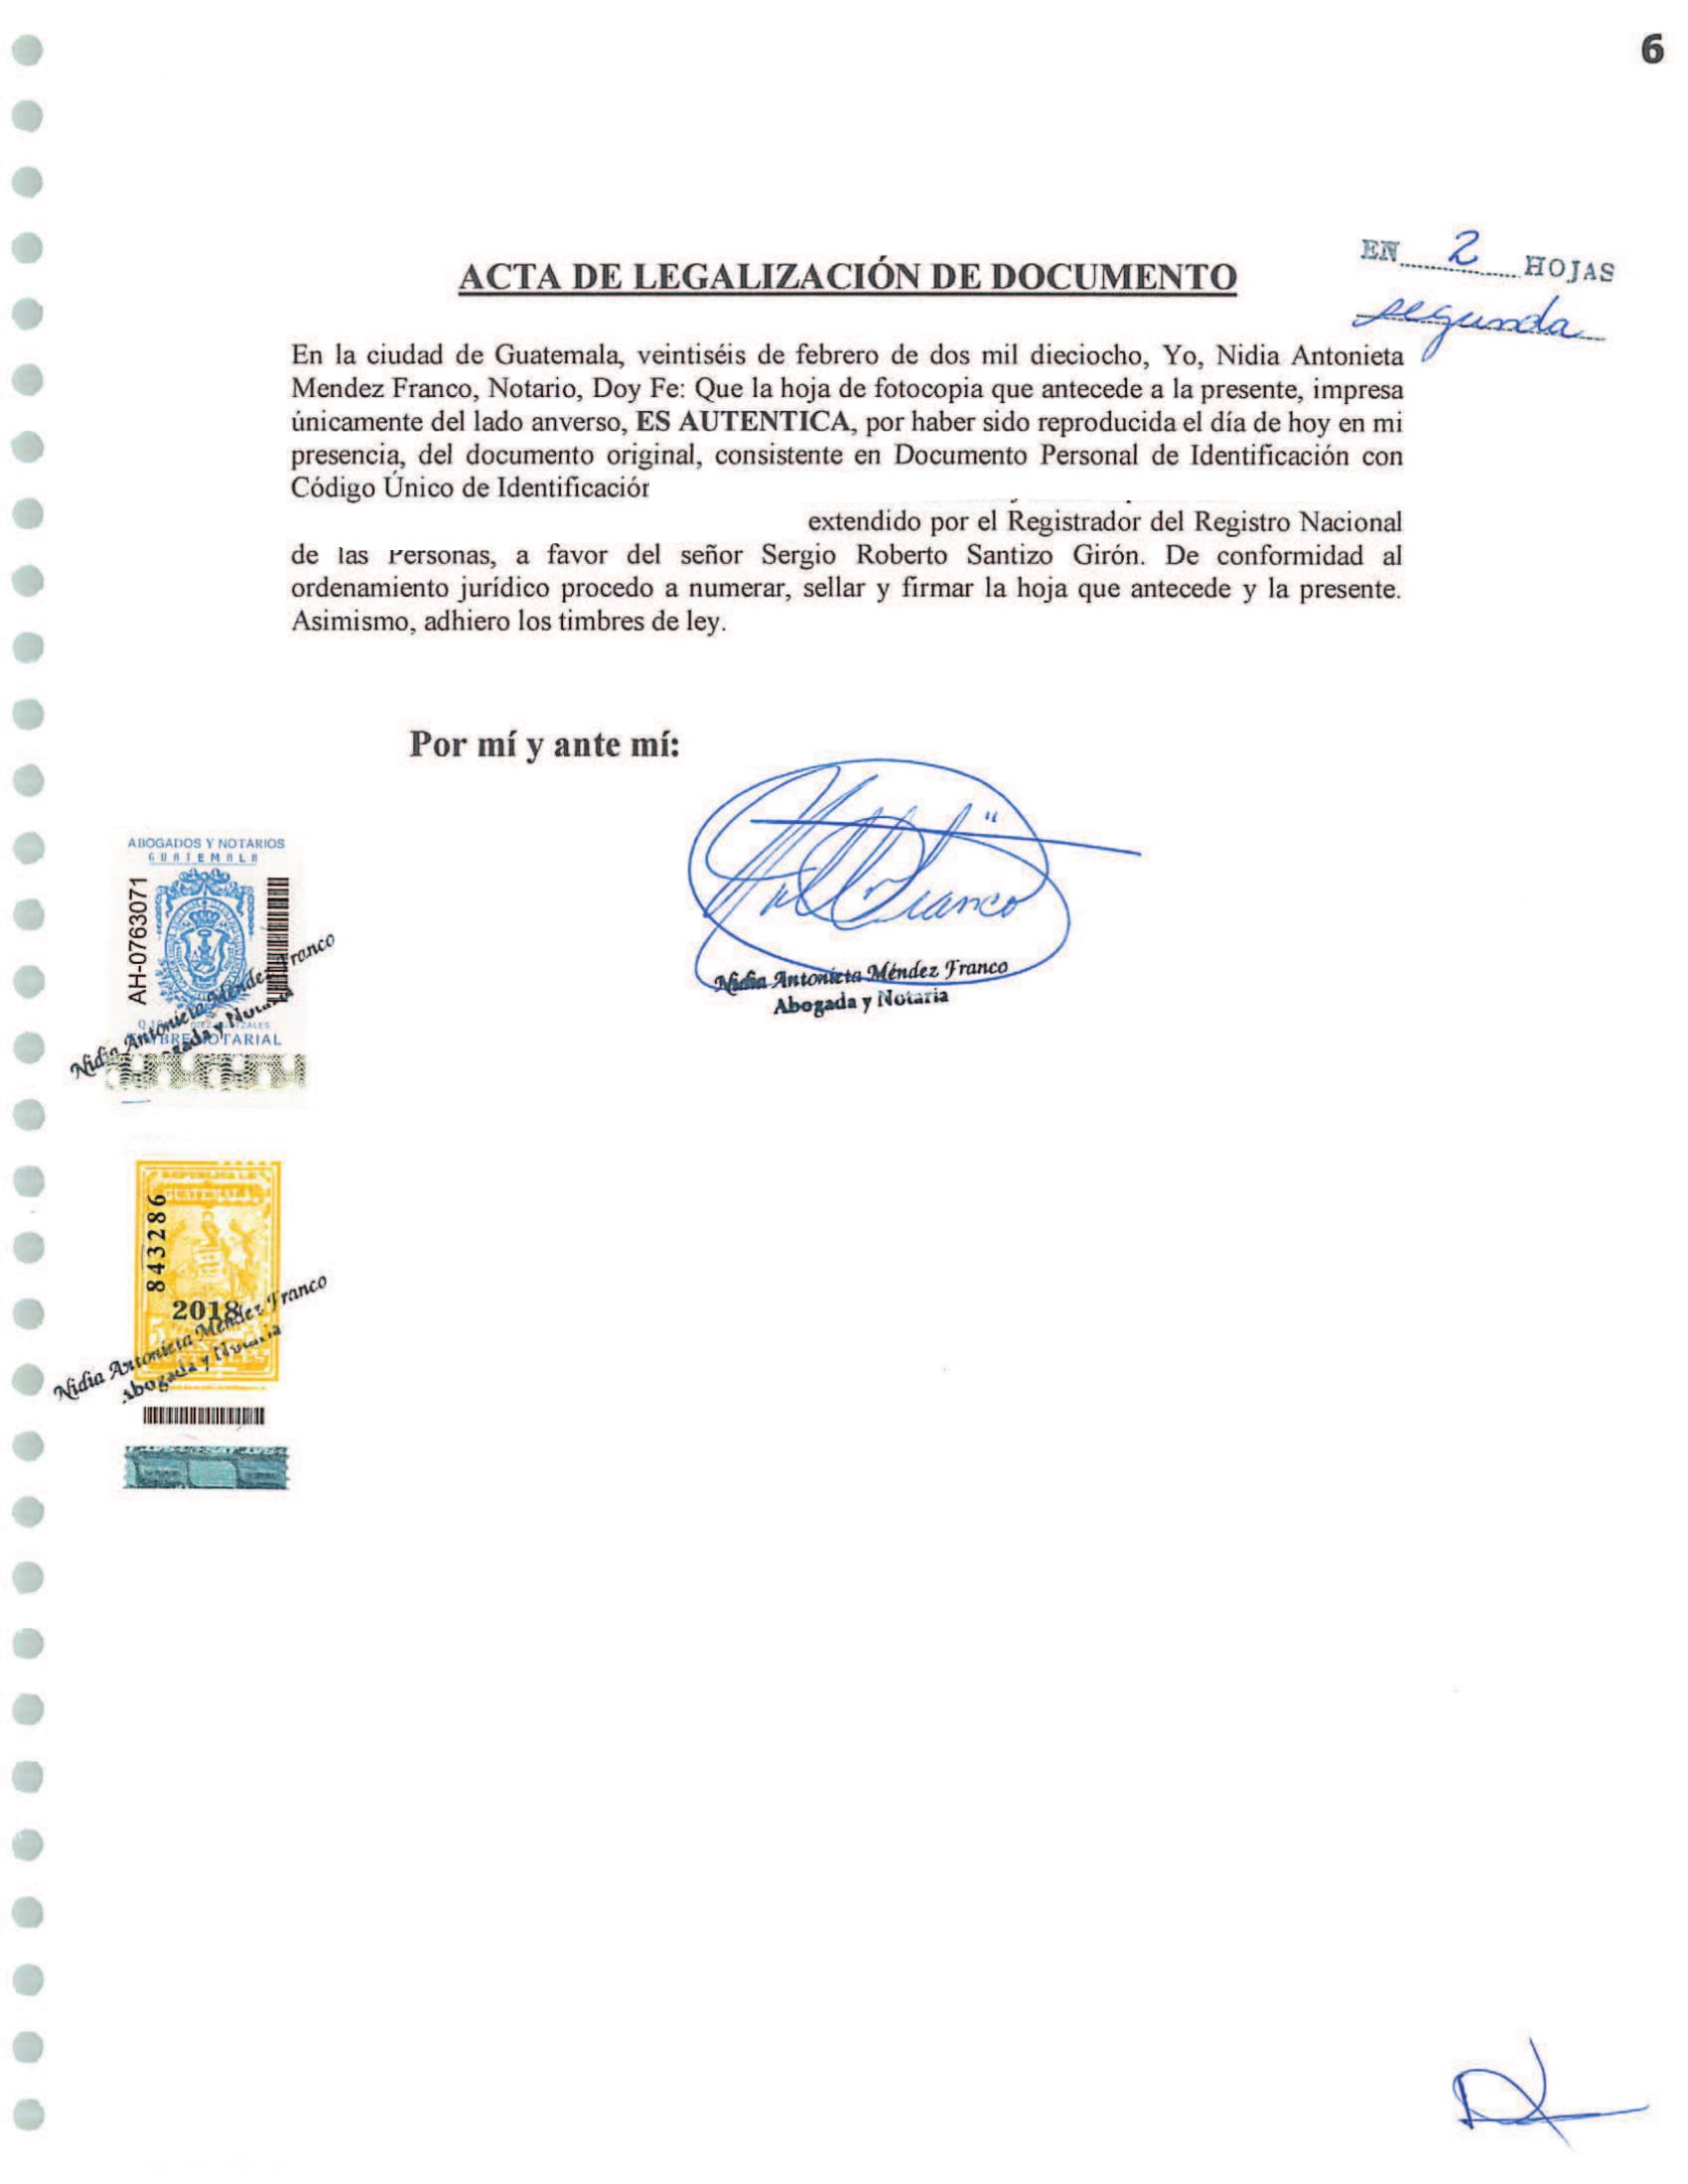 6
EN 2 HOJAS
segunda
ACTA DE LEGALIZACIÓN DE DOCUMENTO
En la ciudad de Guatemala, veintiséis de febrero de dos mil dieciocho, Yo, Nidia Antonieta
Mendez Franco, Notario, Doy Fe: Que la hoja de fotocopia que antecede a la presente, impresa
únicamente del lado anverso, ES AUTENTICA, por haber sido reproducida el día de hoy en mi
presencia, del documento original, consistente en Documento Personal de Identificación con
Código Único de Identificación
extendido por el Registrador del Registro Nacional
de las Personas, a favor del señor Sergio Roberto Santizo Girón. De conformidad al
ordenamiento jurídico procedo a numerar, sellar y firmar la hoja que antecede y la presente.
Asimismo, adhiero los timbres de ley.
Por mí y ante mí:
Franco
Nidia Antonieta Méndez Franco
Abogada y Notaria
ABOGADOS Y NOTARIOS
GUATEMALA
AH-0763071
Nidia Antonieta Méndez Franco
Abogada y Notaria
TIMBRE NOTARIAL
REPUBLICA DE
GUATEMALA
843286
2018
Nidia Antonieta Méndez Franco
Abogada y Notaria